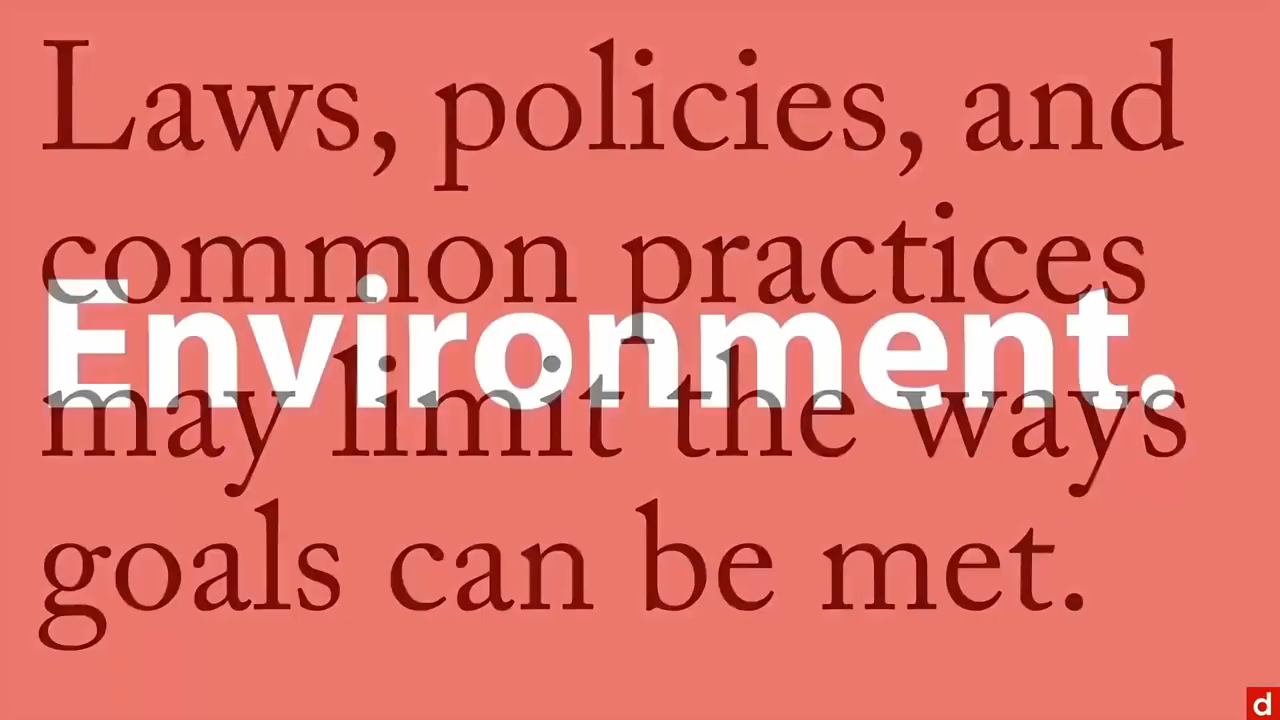 Laws, policies, and
common practices
Environment.
may limit the ways
goals can be met.
d